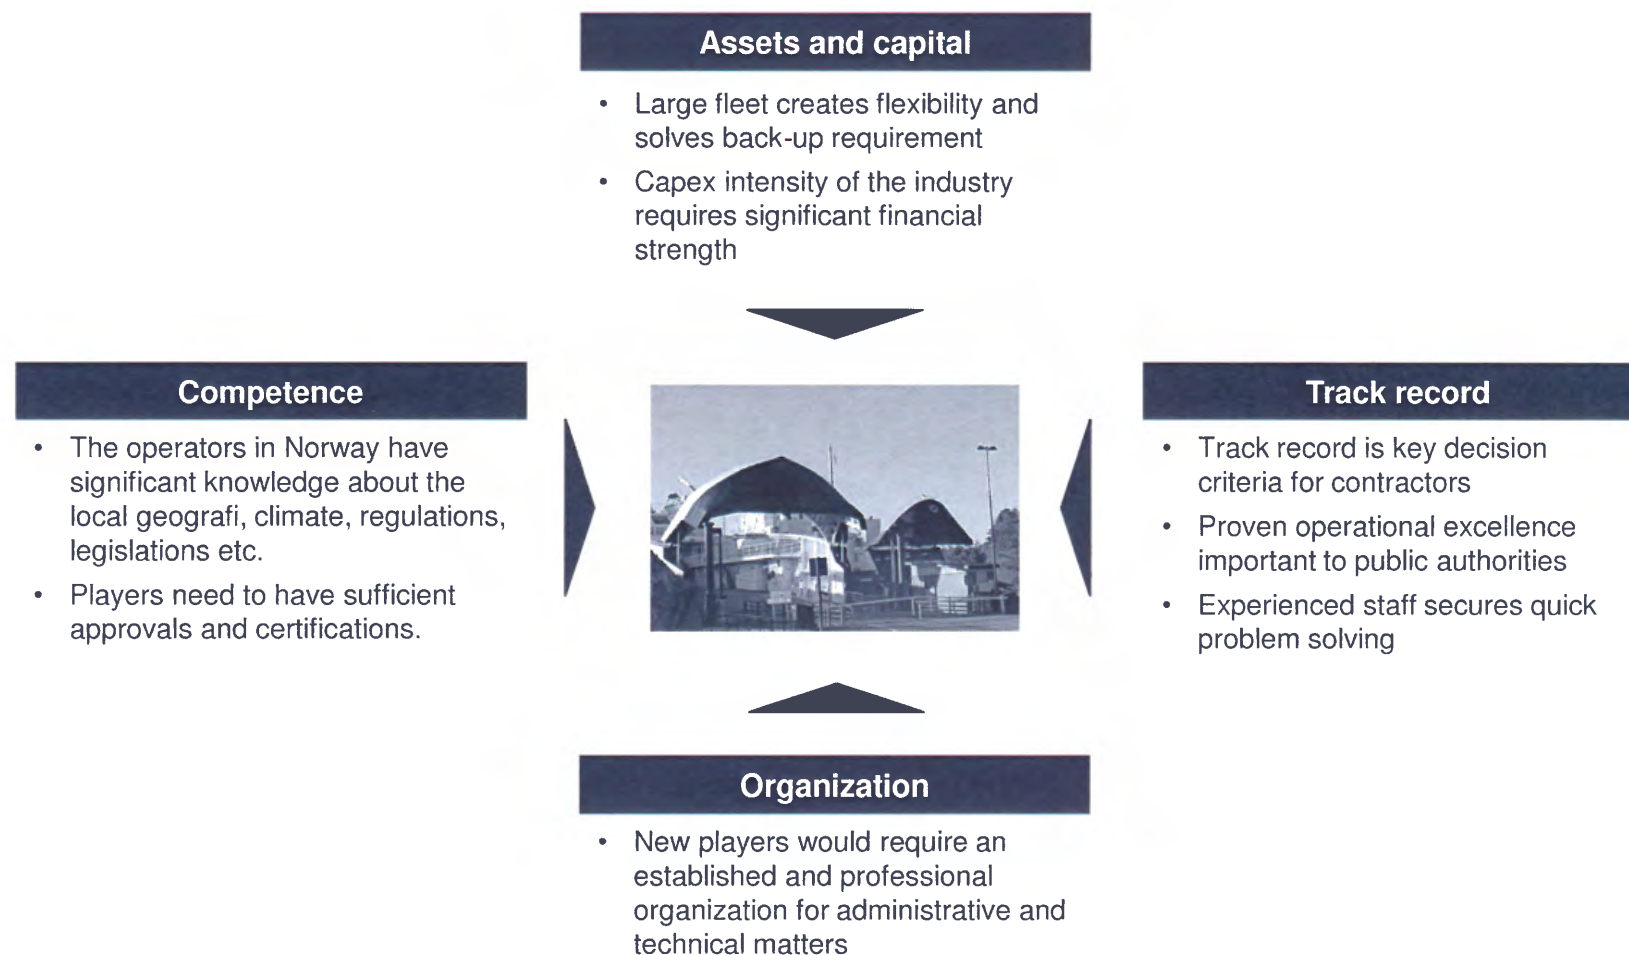 Assets and capital
• Large fleet creates flexibility and
solves back-up requirement
• Capex intensity of the industry
requires significant financial
strength
Competence
• The operators in Norway have
significant knowledge about the
local geografi, climate, regulations,
legislations etc.
• Players need to have sufficient
approvals and certifications.
Track record
• Track record is key decision
criteria for contractors
• Proven operational excellence
important to public authorities
• Experienced staff secures quick
problem solving
Organization
• New players would require an
established and professional
organization for administrative and
technical matters